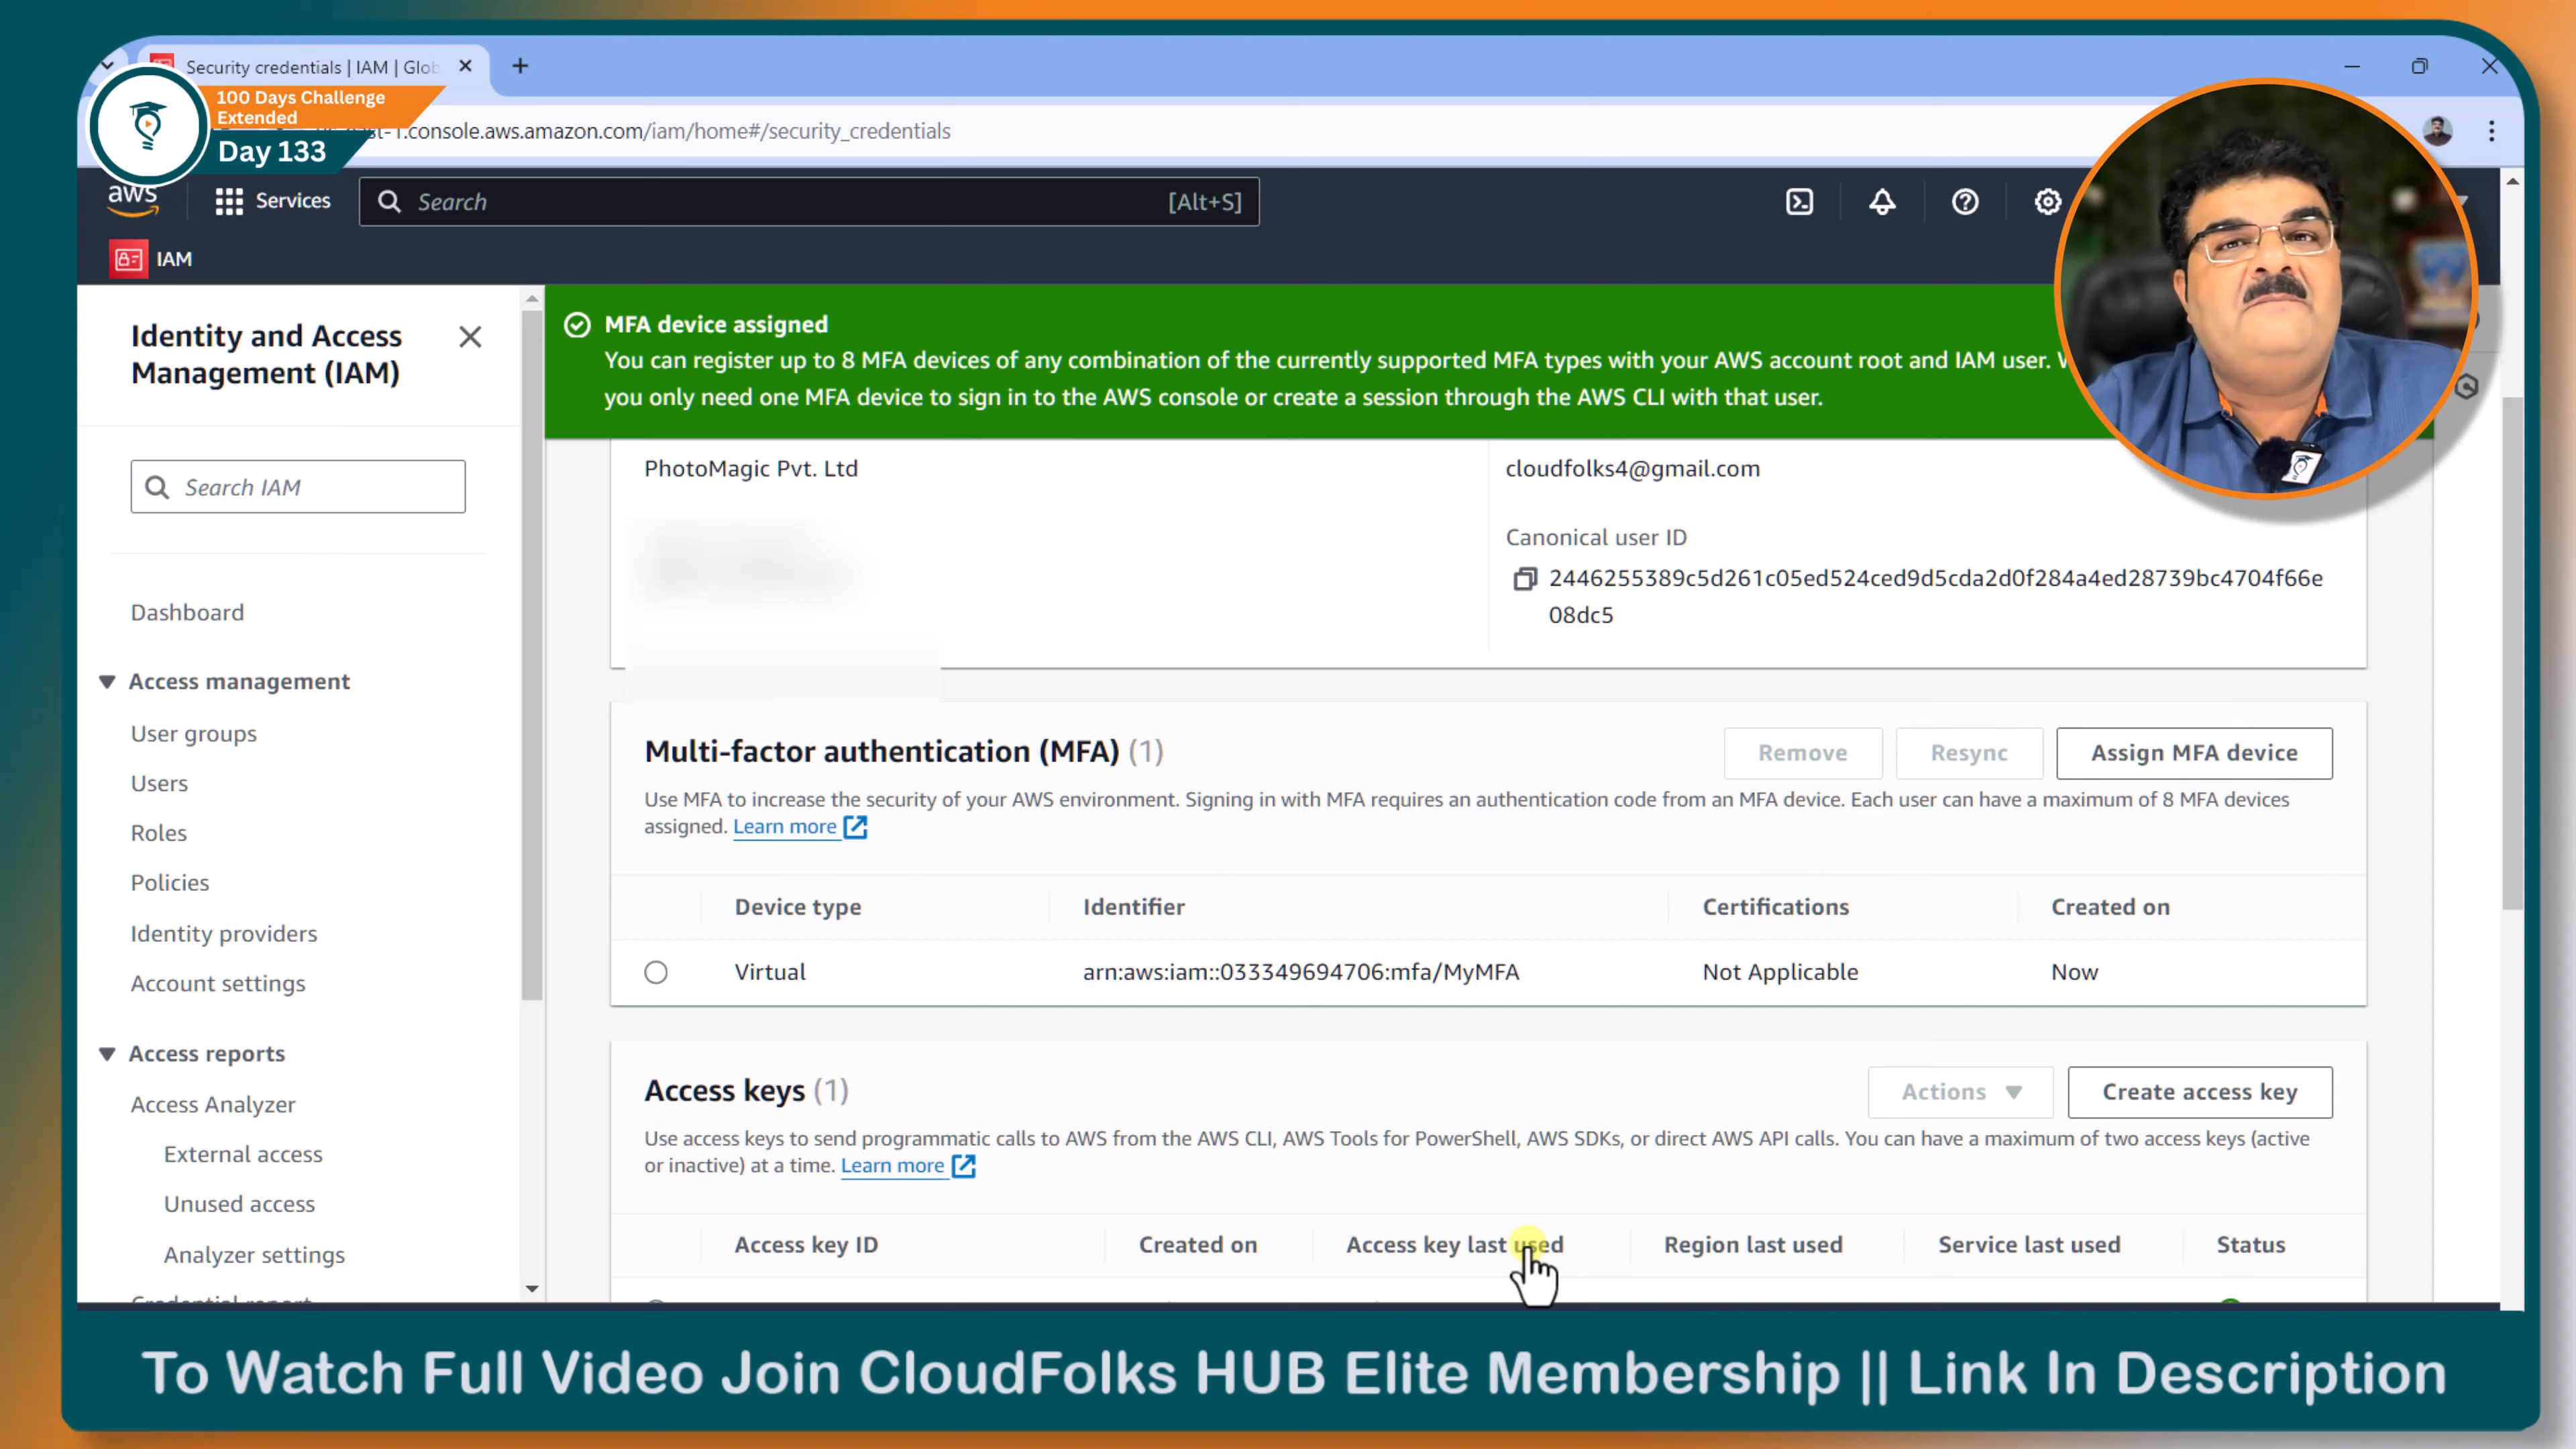 Security credentials | IAM | Glob
100 Days Challenge
Extended
Day 133
east-1.console.aws.amazon.com/iam/home#/security_credentials
aws
Services
Search
[Alt+S]
IAM
Identity and Access
Management (IAM)
Search IAM
Dashboard
Access management
User groups
Users
Roles
Policies
Identity providers
Account settings
Access reports
Access Analyzer
External access
Unused access
Analyzer settings
Credential report
MFA device assigned
You can register up to 8 MFA devices of any combination of the currently supported MFA types with your AWS account root and IAM user.
you only need one MFA device to sign in to the AWS console or create a session through the AWS CLI with that user.
PhotoMagic Pvt. Ltd
cloudfolks4@gmail.com
Canonical user ID
2446255389c5d261c05ed524ced9d5cda2d0f284a4ed28739bc4704f66e
08dc5
Multi-factor authentication (MFA) (1)
Remove
Resync
Assign MFA device
Use MFA to increase the security of your AWS environment. Signing in with MFA requires an authentication code from an MFA device. Each user can have a maximum of 8 MFA devices
assigned. Learn more
Device type Identifier Certifications Created on
Virtual arn:aws:iam::033349694706:mfa/MyMFA Not Applicable Now
Access keys (1)
Actions
Create access key
Use access keys to send programmatic calls to AWS from the AWS CLI, AWS Tools for PowerShell, AWS SDKs, or direct AWS API calls. You can have a maximum of two access keys (active
or inactive) at a time. Learn more
Access key ID Created on Access key last used Region last used Service last used Status
To Watch Full Video Join CloudFolks HUB Elite Membership || Link In Description